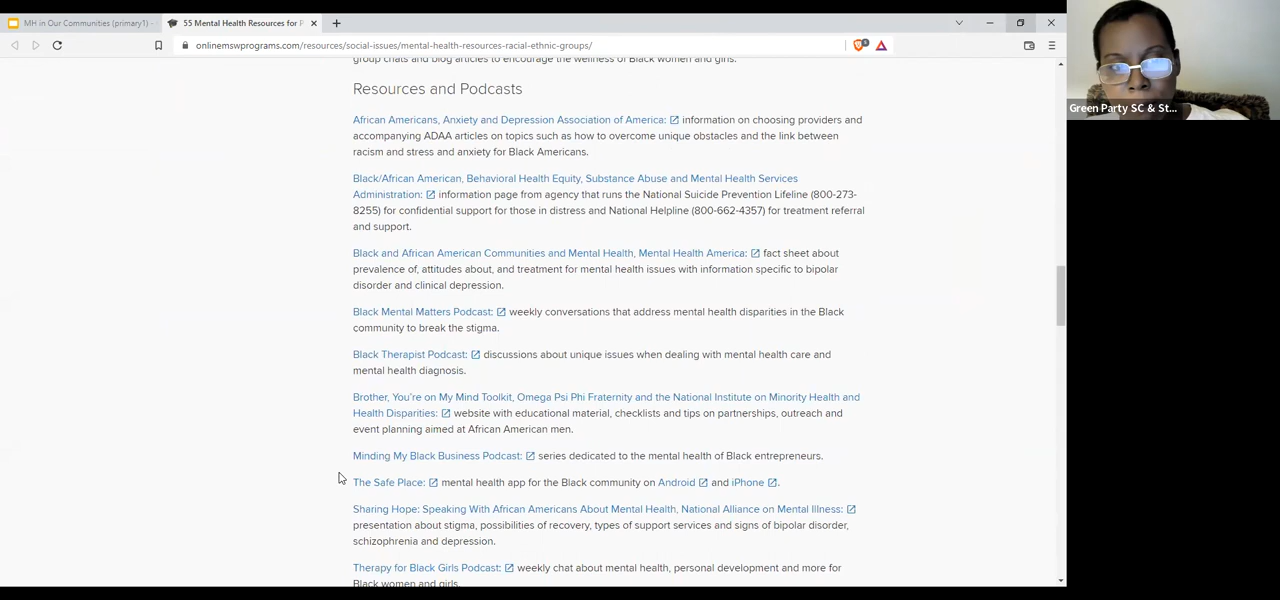 MH in Our Communities (primary1) -
55 Mental Health Resources for P
onlinemswprograms.com/resources/social-issues/mental-health-resources-racial-ethnic-groups/
group chats and blog articles to encourage the wellness of Black women and girls.
Resources and Podcasts
African Americans, Anxiety and Depression Association of America: information on choosing providers and
accompanying ADAA articles on topics such as how to overcome unique obstacles and the link between
racism and stress and anxiety for Black Americans.
Black/African American, Behavioral Health Equity, Substance Abuse and Mental Health Services
Administration: information page from agency that runs the National Suicide Prevention Lifeline (800-273-
8255) for confidential support for those in distress and National Helpline (800-662-4357) for treatment referral
and support.
Black and African American Communities and Mental Health, Mental Health America: fact sheet about
prevalence of, attitudes about, and treatment for mental health issues with information specific to bipolar
disorder and clinical depression.
Black Mental Matters Podcast: weekly conversations that address mental health disparities in the Black
community to break the stigma.
Black Therapist Podcast: discussions about unique issues when dealing with mental health care and
mental health diagnosis.
Brother, You're on My Mind Toolkit, Omega Psi Phi Fraternity and the National Institute on Minority Health and
Health Disparities: website with educational material, checklists and tips on partnerships, outreach and
event planning aimed at African American men.
Minding My Black Business Podcast: series dedicated to the mental health of Black entrepreneurs.
The Safe Place: mental health app for the Black community on Android and iPhone.
Sharing Hope: Speaking With African Americans About Mental Health, National Alliance on Mental Illness:
presentation about stigma, possibilities of recovery, types of support services and signs of bipolar disorder,
schizophrenia and depression.
Therapy for Black Girls Podcast: weekly chat about mental health, personal development and more for
Black women and girls.
Green Party SC & St...